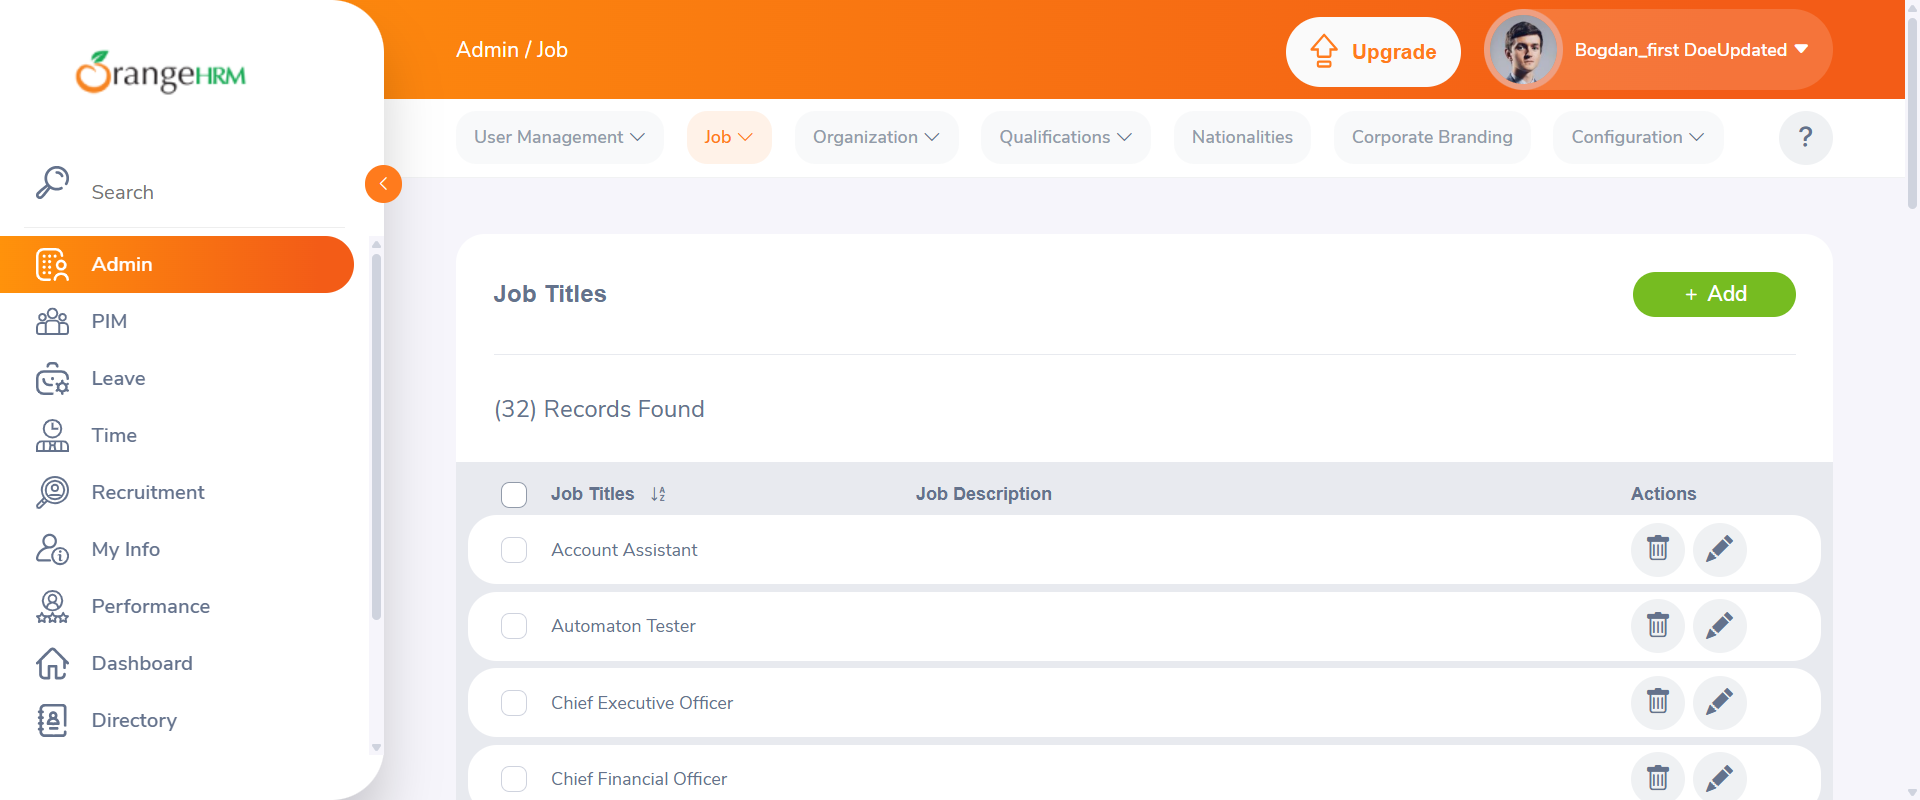 OrangeHRM
Admin / Job
Upgrade
Bogdan_first DoeUpdated
User Management
Job
Organization
Qualifications
Nationalities
Corporate Branding
Configuration
?
Search
Admin
PIM
Leave
Time
Recruitment
My Info
Performance
Dashboard
Directory
Job Titles
+ Add
(32) Records Found
Job Titles
Job Description
Actions
Account Assistant
Automaton Tester
Chief Executive Officer
Chief Financial Officer